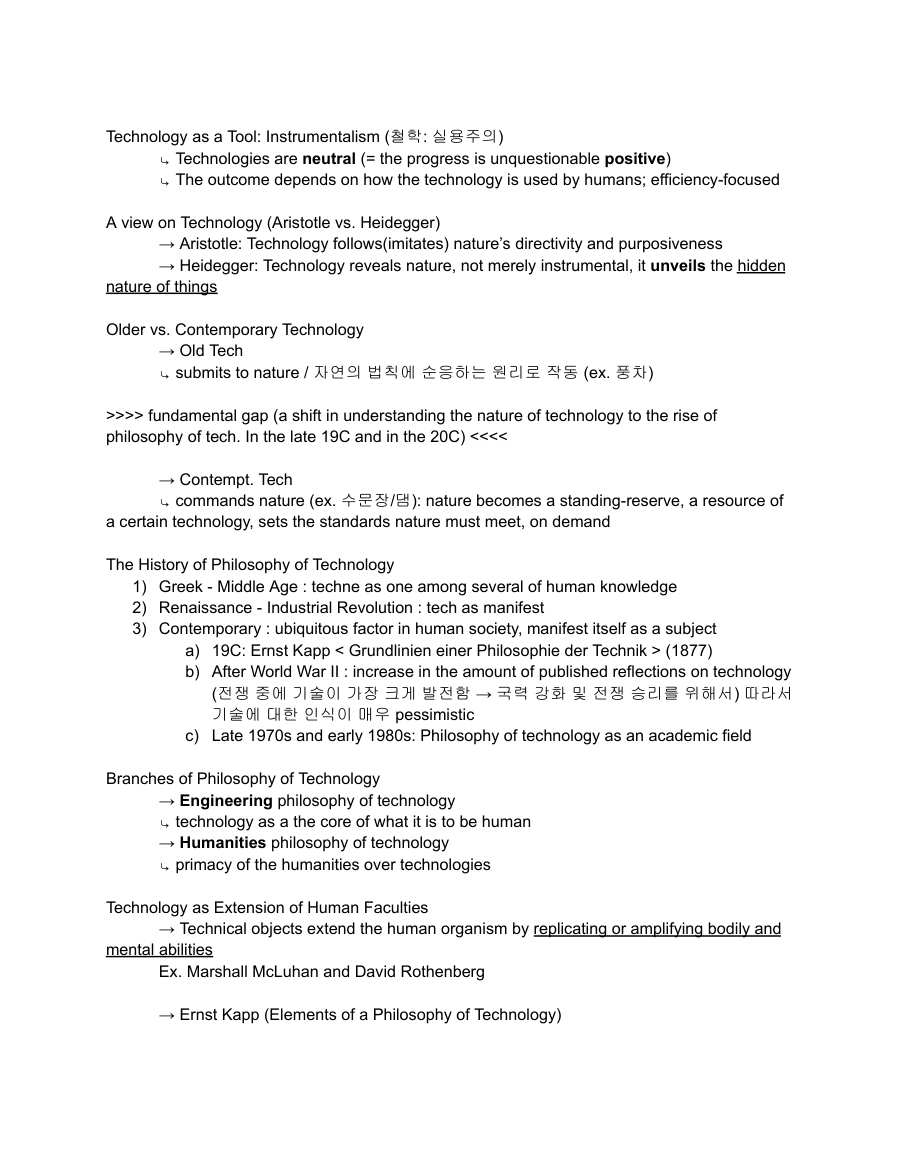 Technology as a Tool: Instrumentalism (철학: 실용주의)
⤷ Technologies are neutral (= the progress is unquestionable positive)
⤷ The outcome depends on how the technology is used by humans; efficiency-focused
A view on Technology (Aristotle vs. Heidegger)
→ Aristotle: Technology follows(imitates) nature’s directivity and purposiveness
→ Heidegger: Technology reveals nature, not merely instrumental, it unveils the hidden
nature of things
Older vs. Contemporary Technology
→ Old Tech
⤷ submits to nature / 자연의 법칙에 순응하는 원리로 작동 (ex. 풍차)
>>>> fundamental gap (a shift in understanding the nature of technology to the rise of
philosophy of tech. In the late 19C and in the 20C) <<<<
→ Contempt. Tech
⤷ commands nature (ex. 수문장/댐): nature becomes a standing-reserve, a resource of
a certain technology, sets the standards nature must meet, on demand
The History of Philosophy of Technology
1) Greek - Middle Age : techne as one among several of human knowledge
2) Renaissance - Industrial Revolution : tech as manifest
3) Contemporary : ubiquitous factor in human society, manifest itself as a subject
a) 19C: Ernst Kapp < Grundlinien einer Philosophie der Technik > (1877)
b) After World War II : increase in the amount of published reflections on technology
(전쟁 중에 기술이 가장 크게 발전함 → 국력 강화 및 전쟁 승리를 위해서) 따라서
기술에 대한 인식이 매우 pessimistic
c) Late 1970s and early 1980s: Philosophy of technology as an academic field
Branches of Philosophy of Technology
→ Engineering philosophy of technology
⤷ technology as a the core of what it is to be human
→ Humanities philosophy of technology
⤷ primacy of the humanities over technologies
Technology as Extension of Human Faculties
→ Technical objects extend the human organism by replicating or amplifying bodily and
mental abilities
Ex. Marshall McLuhan and David Rothenberg
→ Ernst Kapp (Elements of a Philosophy of Technology)